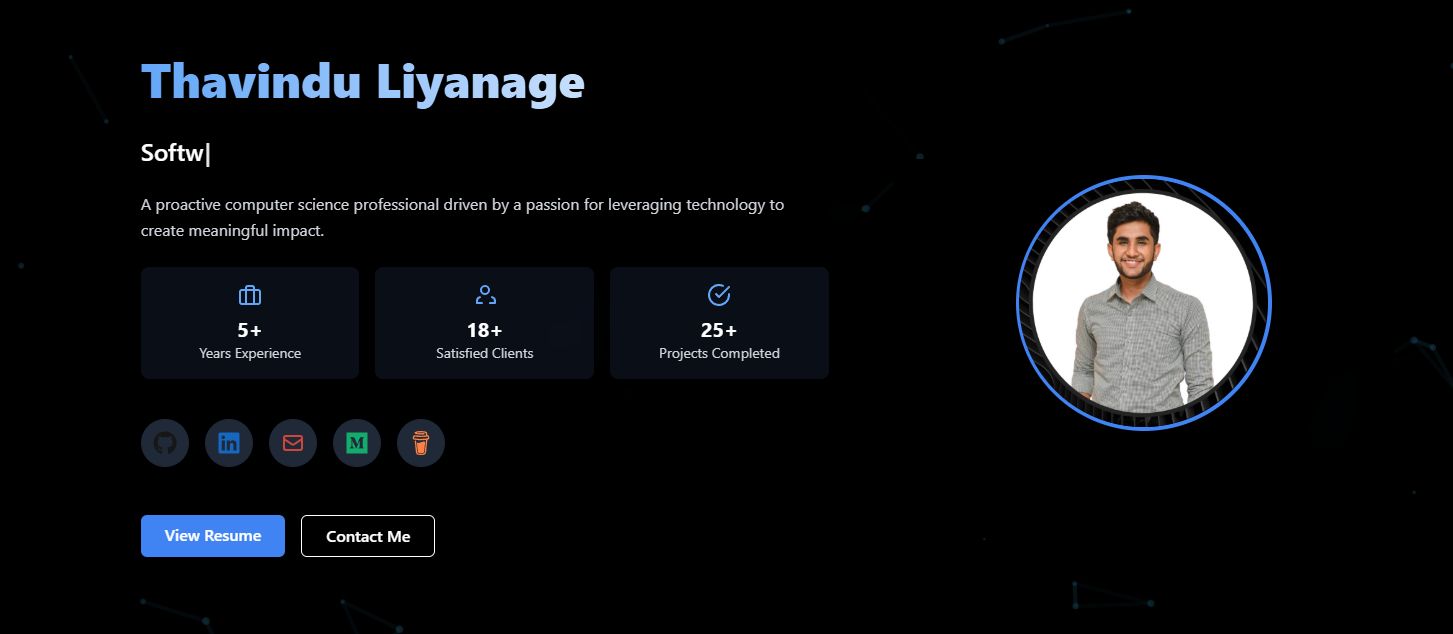 Thavindu Liyanage
Softw|
A proactive computer science professional driven by a passion for leveraging technology to
create meaningful impact.
5+
Years Experience
18+
Satisfied Clients
25+
Projects Completed
in
M
View Resume
Contact Me